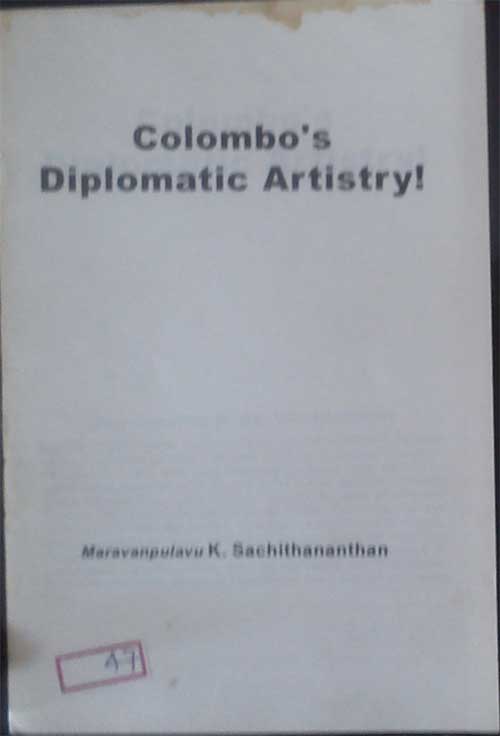 Colombo's
Diplomatic Artistry!
Maravanpulavu K. Sachithananthan
47